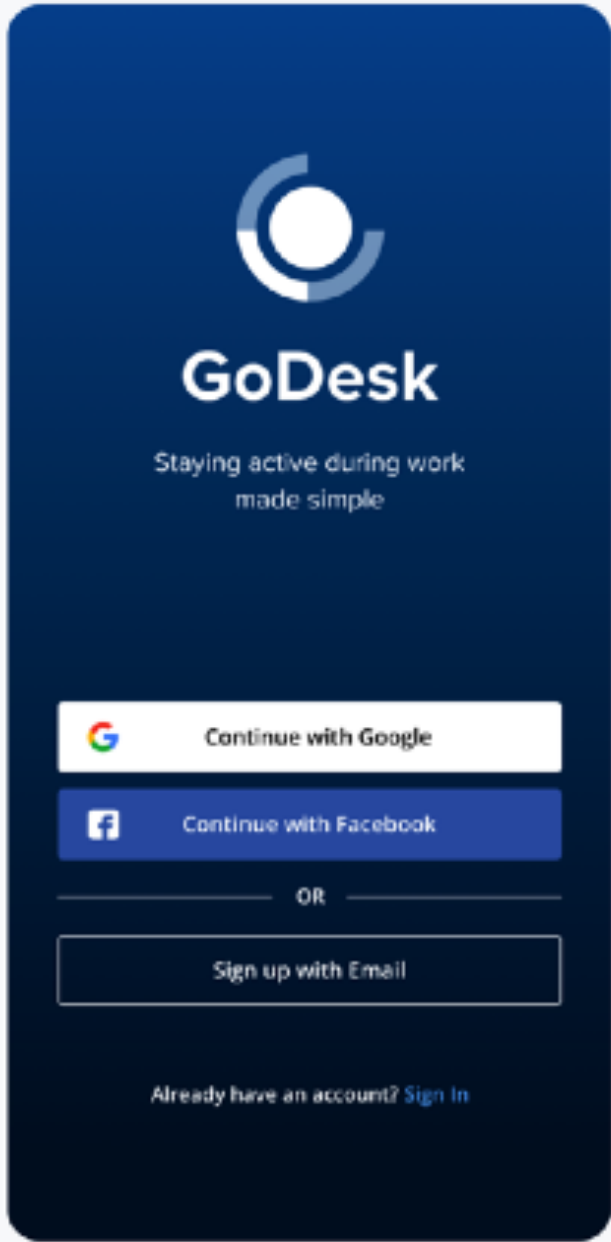 GoDesk
Staying active during work
made simple
Continue with Google
Continue with Facebook
OR
Sign up with Email
Already have an account? Sign In